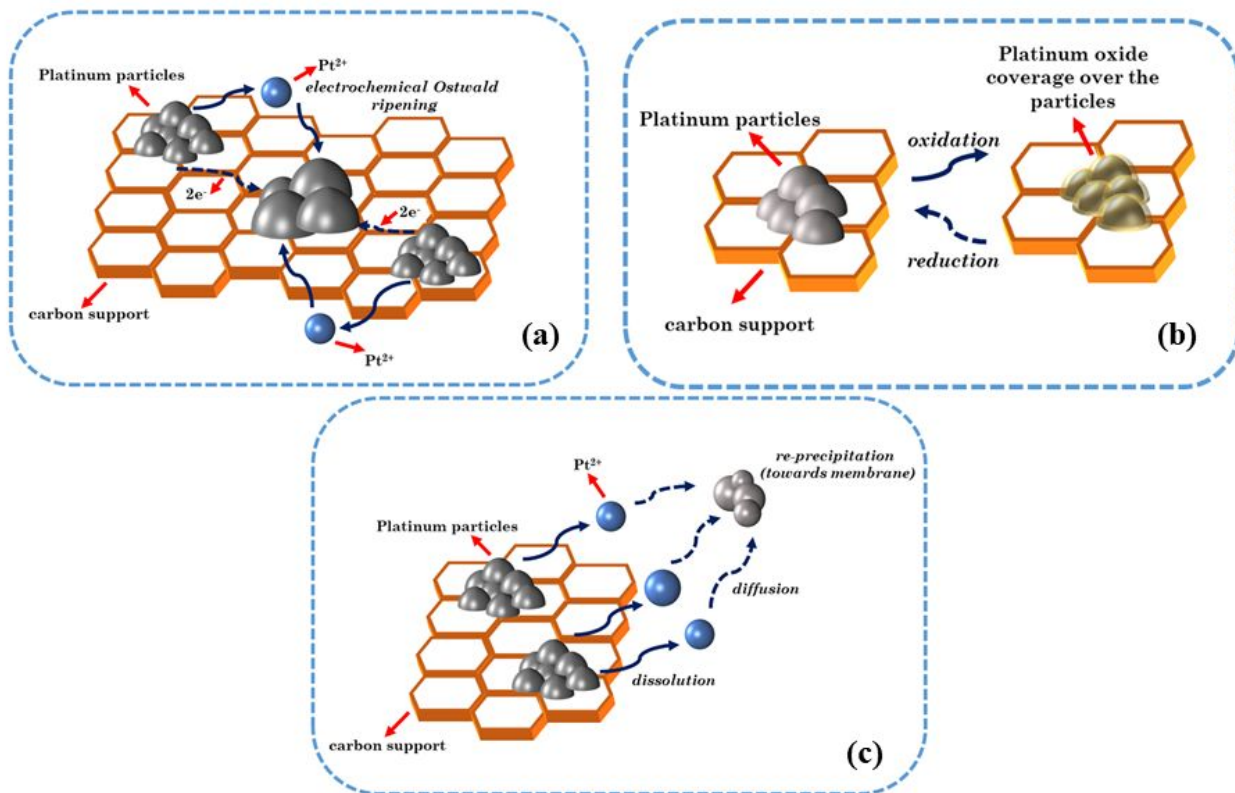 Platinum particles
Pt²⁺
electrochemical Ostwald
ripening
2e⁻
2e⁻
carbon support
Pt²⁺
(a)
Platinum oxide
coverage over the
particles
Platinum particles
oxidation
reduction
carbon support
(b)
re-precipitation
(towards membrane)
Pt²⁺
Platinum particles
diffusion
dissolution
carbon support
(c)